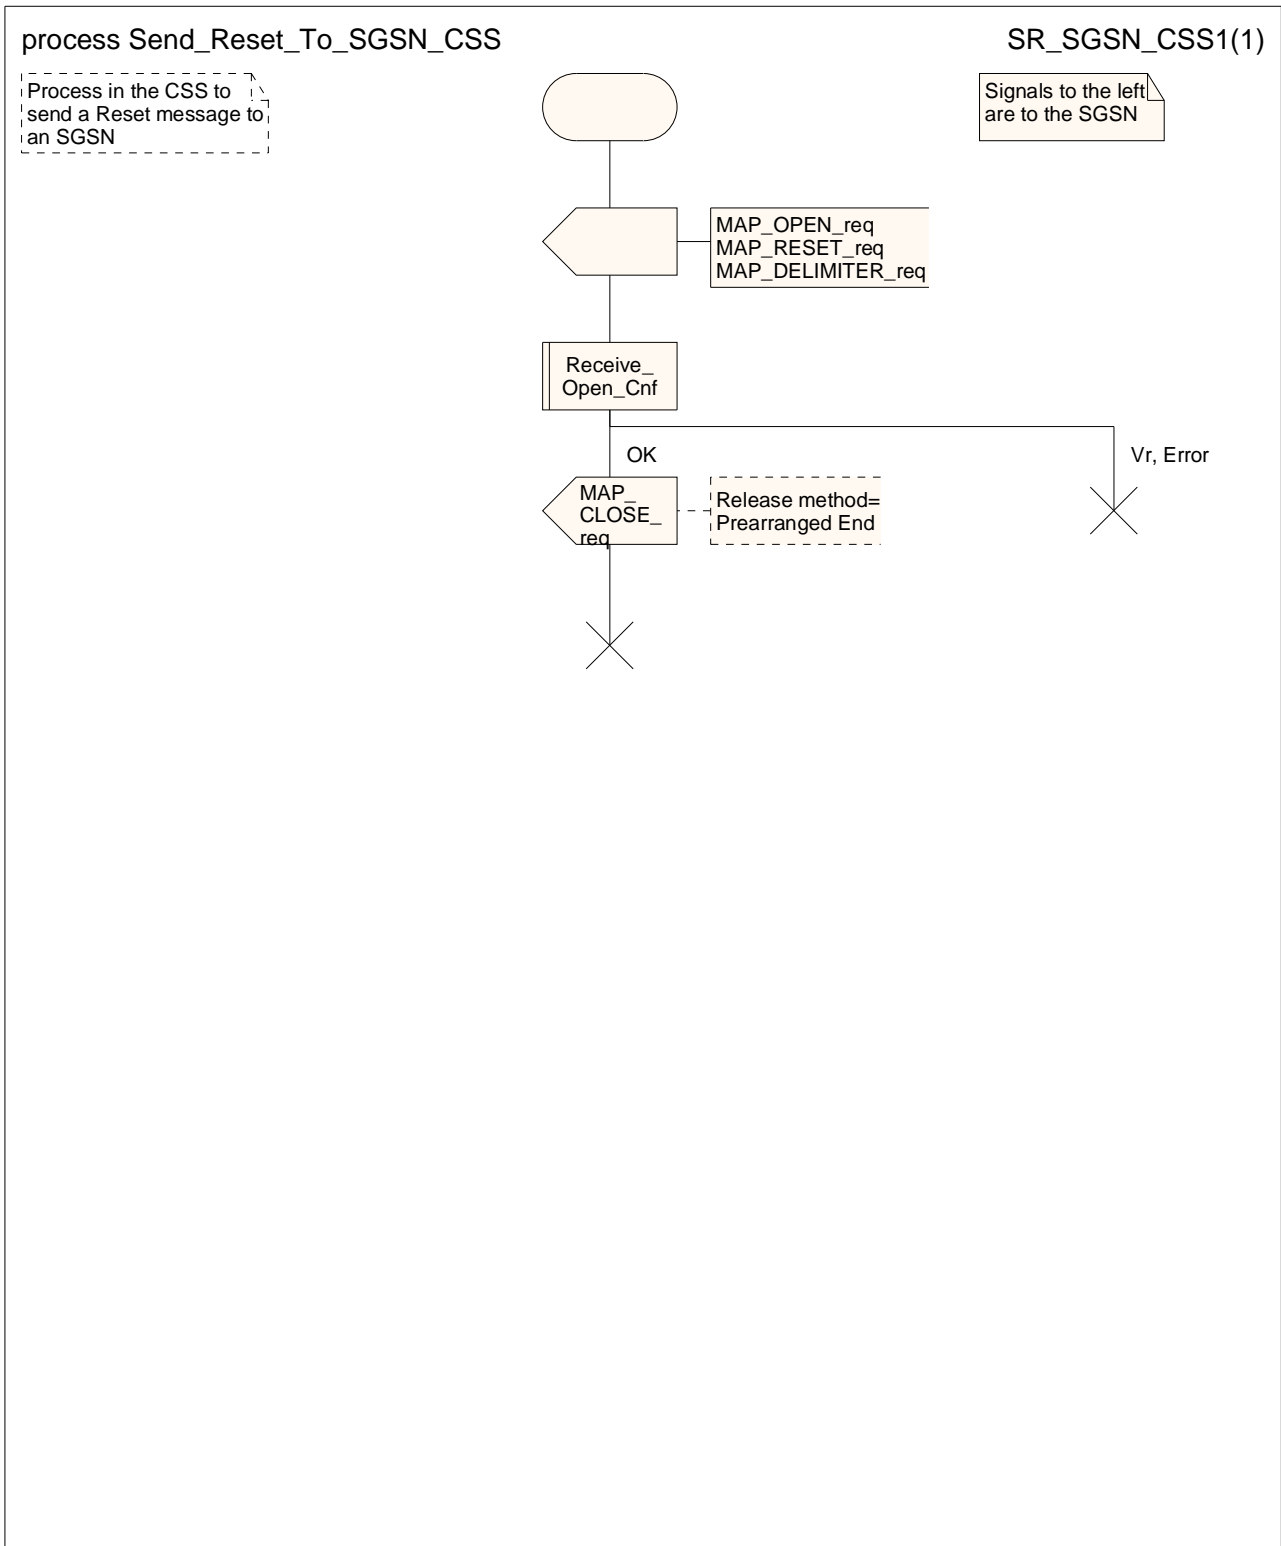 process Send_Reset_To_SGSN_CSS
SR_SGSN_CSS1(1)
Process in the CSS to
send a Reset message to
an SGSN
Signals to the left
are to the SGSN
MAP_OPEN_req
MAP_RESET_req
MAP_DELIMITER_req
Receive_
Open_Cnf
OK
Vr, Error
MAP_
CLOSE_
req
Release method=
Prearranged End